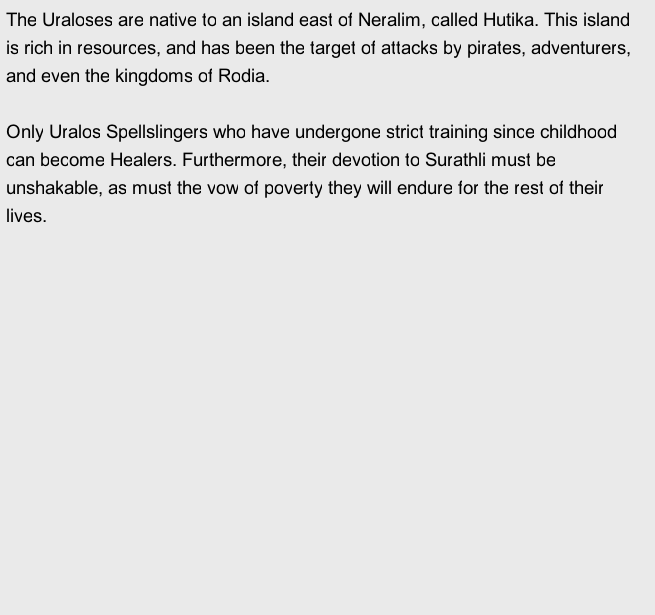 The Uraloses are native to an island east of Neralim, called Hutika. This island
is rich in resources, and has been the target of attacks by pirates, adventurers,
and even the kingdoms of Rodia.

Only Uralos Spellslingers who have undergone strict training since childhood
can become Healers. Furthermore, their devotion to Surathli must be
unshakable, as must the vow of poverty they will endure for the rest of their
lives.